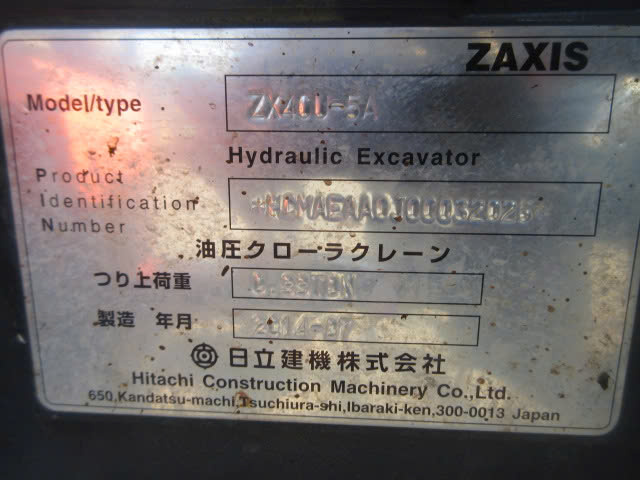 ZAXIS
Model/type ZX40U-5A
Hydraulic Excavator
Product
Identification
Number
油圧クローラクレーン
つり上荷重
製造 年月 2014-07
日立建機株式会社
Hitachi Construction Machinery Co.,Ltd.
650,Kandatsu-machi,Tsuchiura-shi,Ibaraki-ken,300-0013 Japan